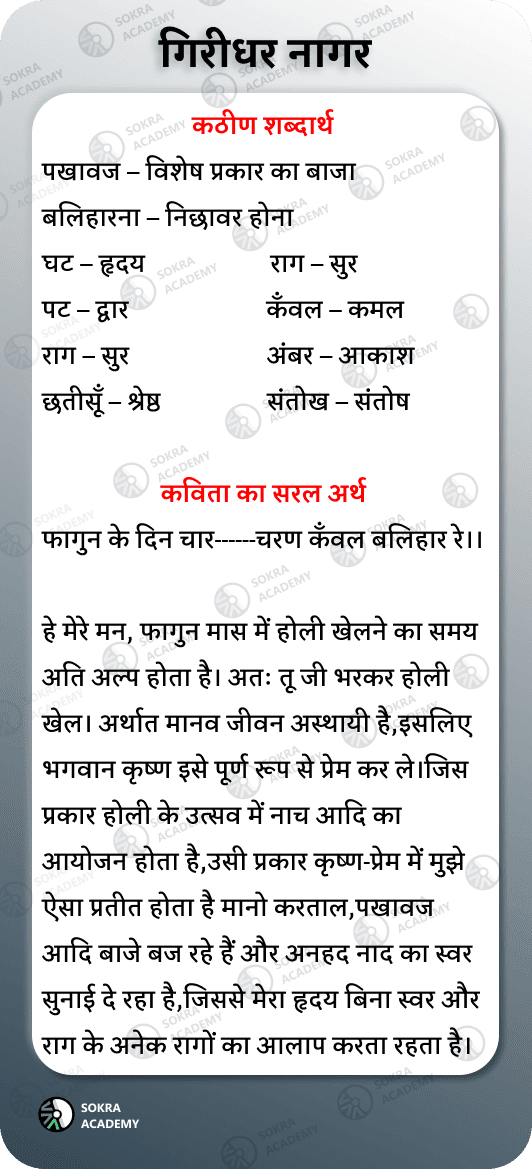 गिरीधर नागर
कठीण शब्दार्थ
पखावज – विशेष प्रकार का बाजा
बलिहारना – निछावर होना
घट – हृदय राग – सुर
पट – द्वार कँवल – कमल
राग – सुर अंबर – आकाश
छतीसूँ – श्रेष्ठ संतोख – संतोष
कविता का सरल अर्थ
फागुन के दिन चार------चरण कँवल बलिहार रे।।
हे मेरे मन, फागुन मास में होली खेलने का समय
अति अल्प होता है। अतः तू जी भरकर होली
खेल। अर्थात मानव जीवन अस्थायी है,इसलिए
भगवान कृष्ण इसे पूर्ण रूप से प्रेम कर ले।जिस
प्रकार होली के उत्सव में नाच आदि का
आयोजन होता है,उसी प्रकार कृष्ण-प्रेम में मुझे
ऐसा प्रतीत होता है मानो करताल,पखावज
आदि बाजे बज रहे हैं और अनहद नाद का स्वर
सुनाई दे रहा है,जिससे मेरा हृदय बिना स्वर और
राग के अनेक रागों का आलाप करता रहता है।
SOKRA
ACADEMY